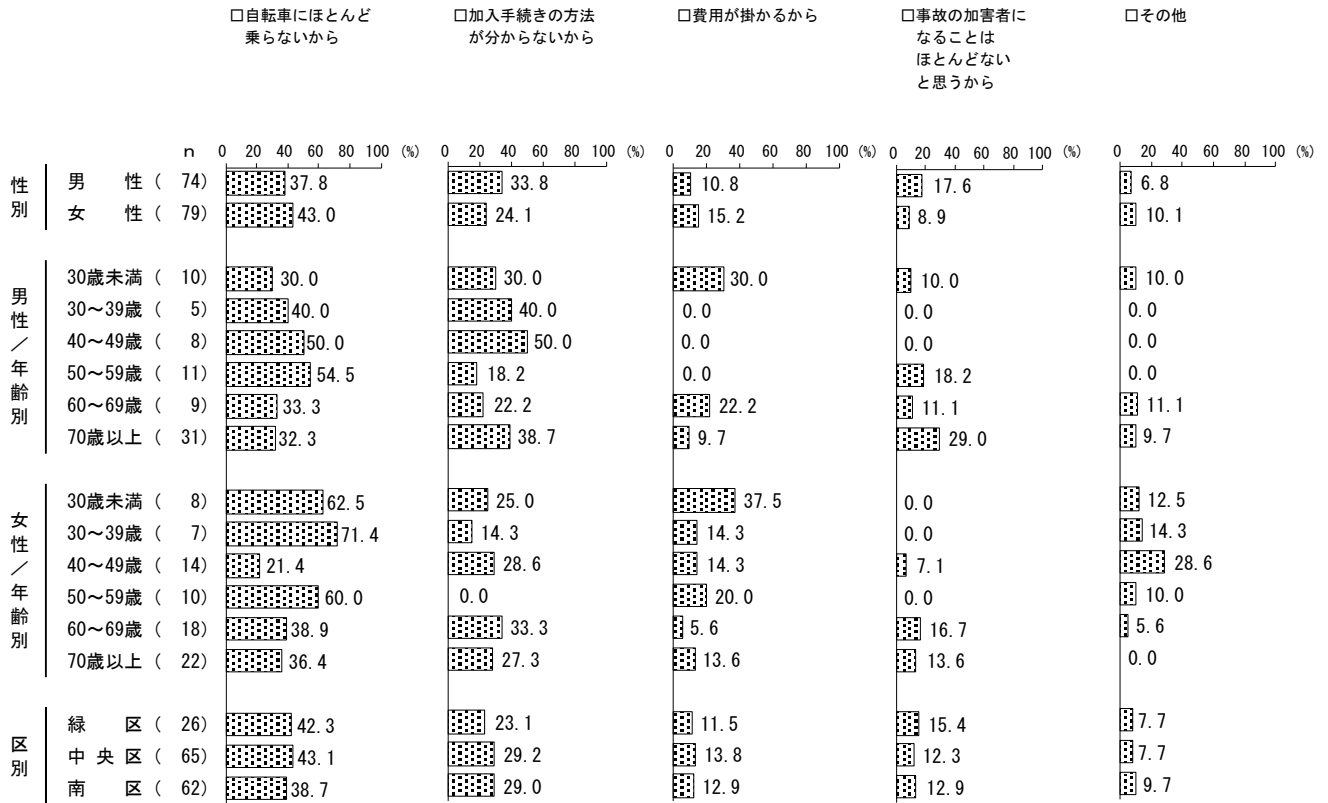 □自転車にほとんど
乗らないから
□加入手続きの方法
が分からないから
□費用が掛かるから
□事故の加害者に
なることは
ほとんどない
と思うから
□その他
n 0 20 40 60 80 100 (%) 0 20 40 60 80 100 (%) 0 20 40 60 80 100 (%) 0 20 40 60 80 100 (%) 0 20 40 60 80 100 (%)
性別
男 性 ( 74) 37.8 33.8 10.8 17.6 6.8
女 性 ( 79) 43.0 24.1 15.2 8.9 10.1
男性/年齢別
30歳未満 ( 10) 30.0 30.0 30.0 10.0 10.0
30~39歳 ( 5) 40.0 40.0 0.0 0.0 0.0
40~49歳 ( 8) 50.0 50.0 0.0 0.0 0.0
50~59歳 ( 11) 54.5 18.2 0.0 18.2 0.0
60~69歳 ( 9) 33.3 22.2 22.2 11.1 11.1
70歳以上 ( 31) 32.3 38.7 9.7 29.0 9.7
女性/年齢別
30歳未満 ( 8) 62.5 25.0 37.5 0.0 12.5
30~39歳 ( 7) 71.4 14.3 14.3 0.0 14.3
40~49歳 ( 14) 21.4 28.6 14.3 7.1 28.6
50~59歳 ( 10) 60.0 0.0 20.0 0.0 10.0
60~69歳 ( 18) 38.9 33.3 5.6 16.7 5.6
70歳以上 ( 22) 36.4 27.3 13.6 13.6 0.0
区別
緑 区 ( 26) 42.3 23.1 11.5 15.4 7.7
中 央 区 ( 65) 43.1 29.2 13.8 12.3 7.7
南 区 ( 62) 38.7 29.0 12.9 12.9 9.7